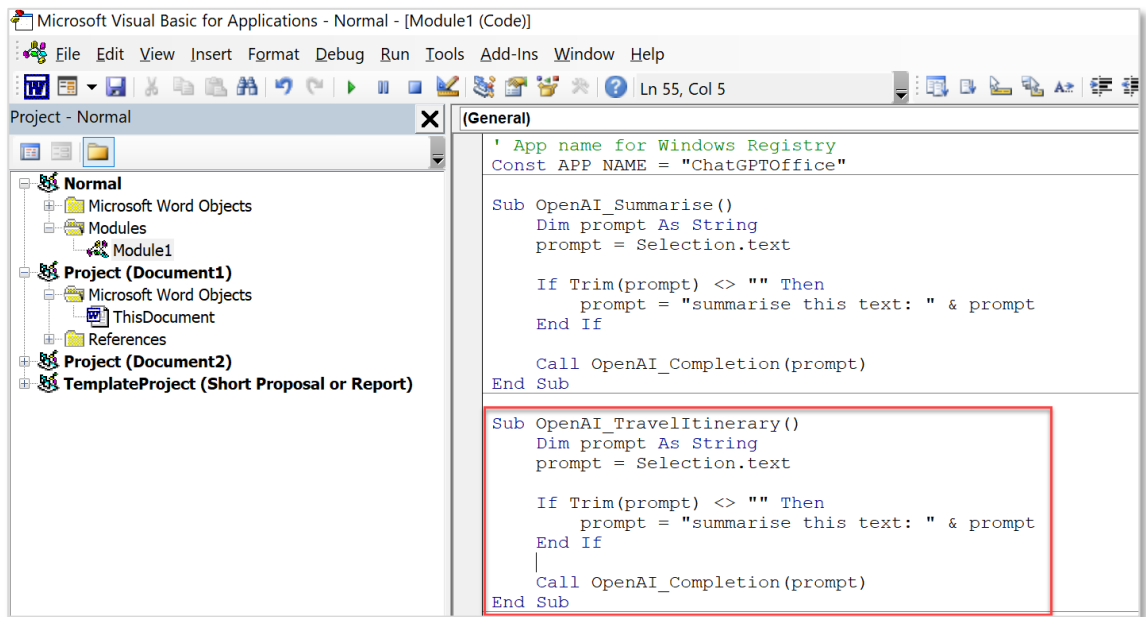 Microsoft Visual Basic for Applications - Normal - [Module1 (Code)]
File Edit View Insert Format Debug Run Tools Add-Ins Window Help
Ln 55, Col 5
Project - Normal
Normal
Microsoft Word Objects
Modules
Module1
Project (Document1)
Microsoft Word Objects
ThisDocument
References
Project (Document2)
TemplateProject (Short Proposal or Report)
(General)
' App name for Windows Registry
Const APP_NAME = "ChatGPTOffice"
Sub OpenAI_Summarise()
Dim prompt As String
prompt = Selection.text
If Trim(prompt) <> "" Then
prompt = "summarise this text: " & prompt
End If
Call OpenAI_Completion(prompt)
End Sub
Sub OpenAI_TravelItinerary()
Dim prompt As String
prompt = Selection.text
If Trim(prompt) <> "" Then
prompt = "summarise this text: " & prompt
End If
Call OpenAI_Completion(prompt)
End Sub